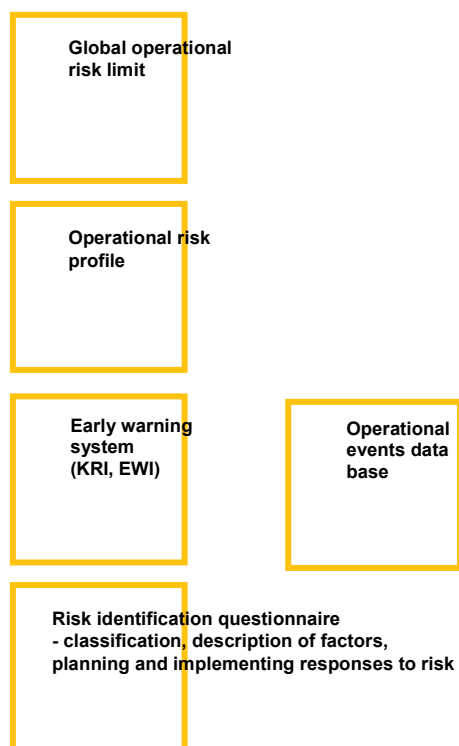 Global operational
risk limit
Operational risk
profile
Early warning
system
(KRI, EWI)
Operational
events data
base
Risk identification questionnaire
- classification, description of factors,
planning and implementing responses to risk